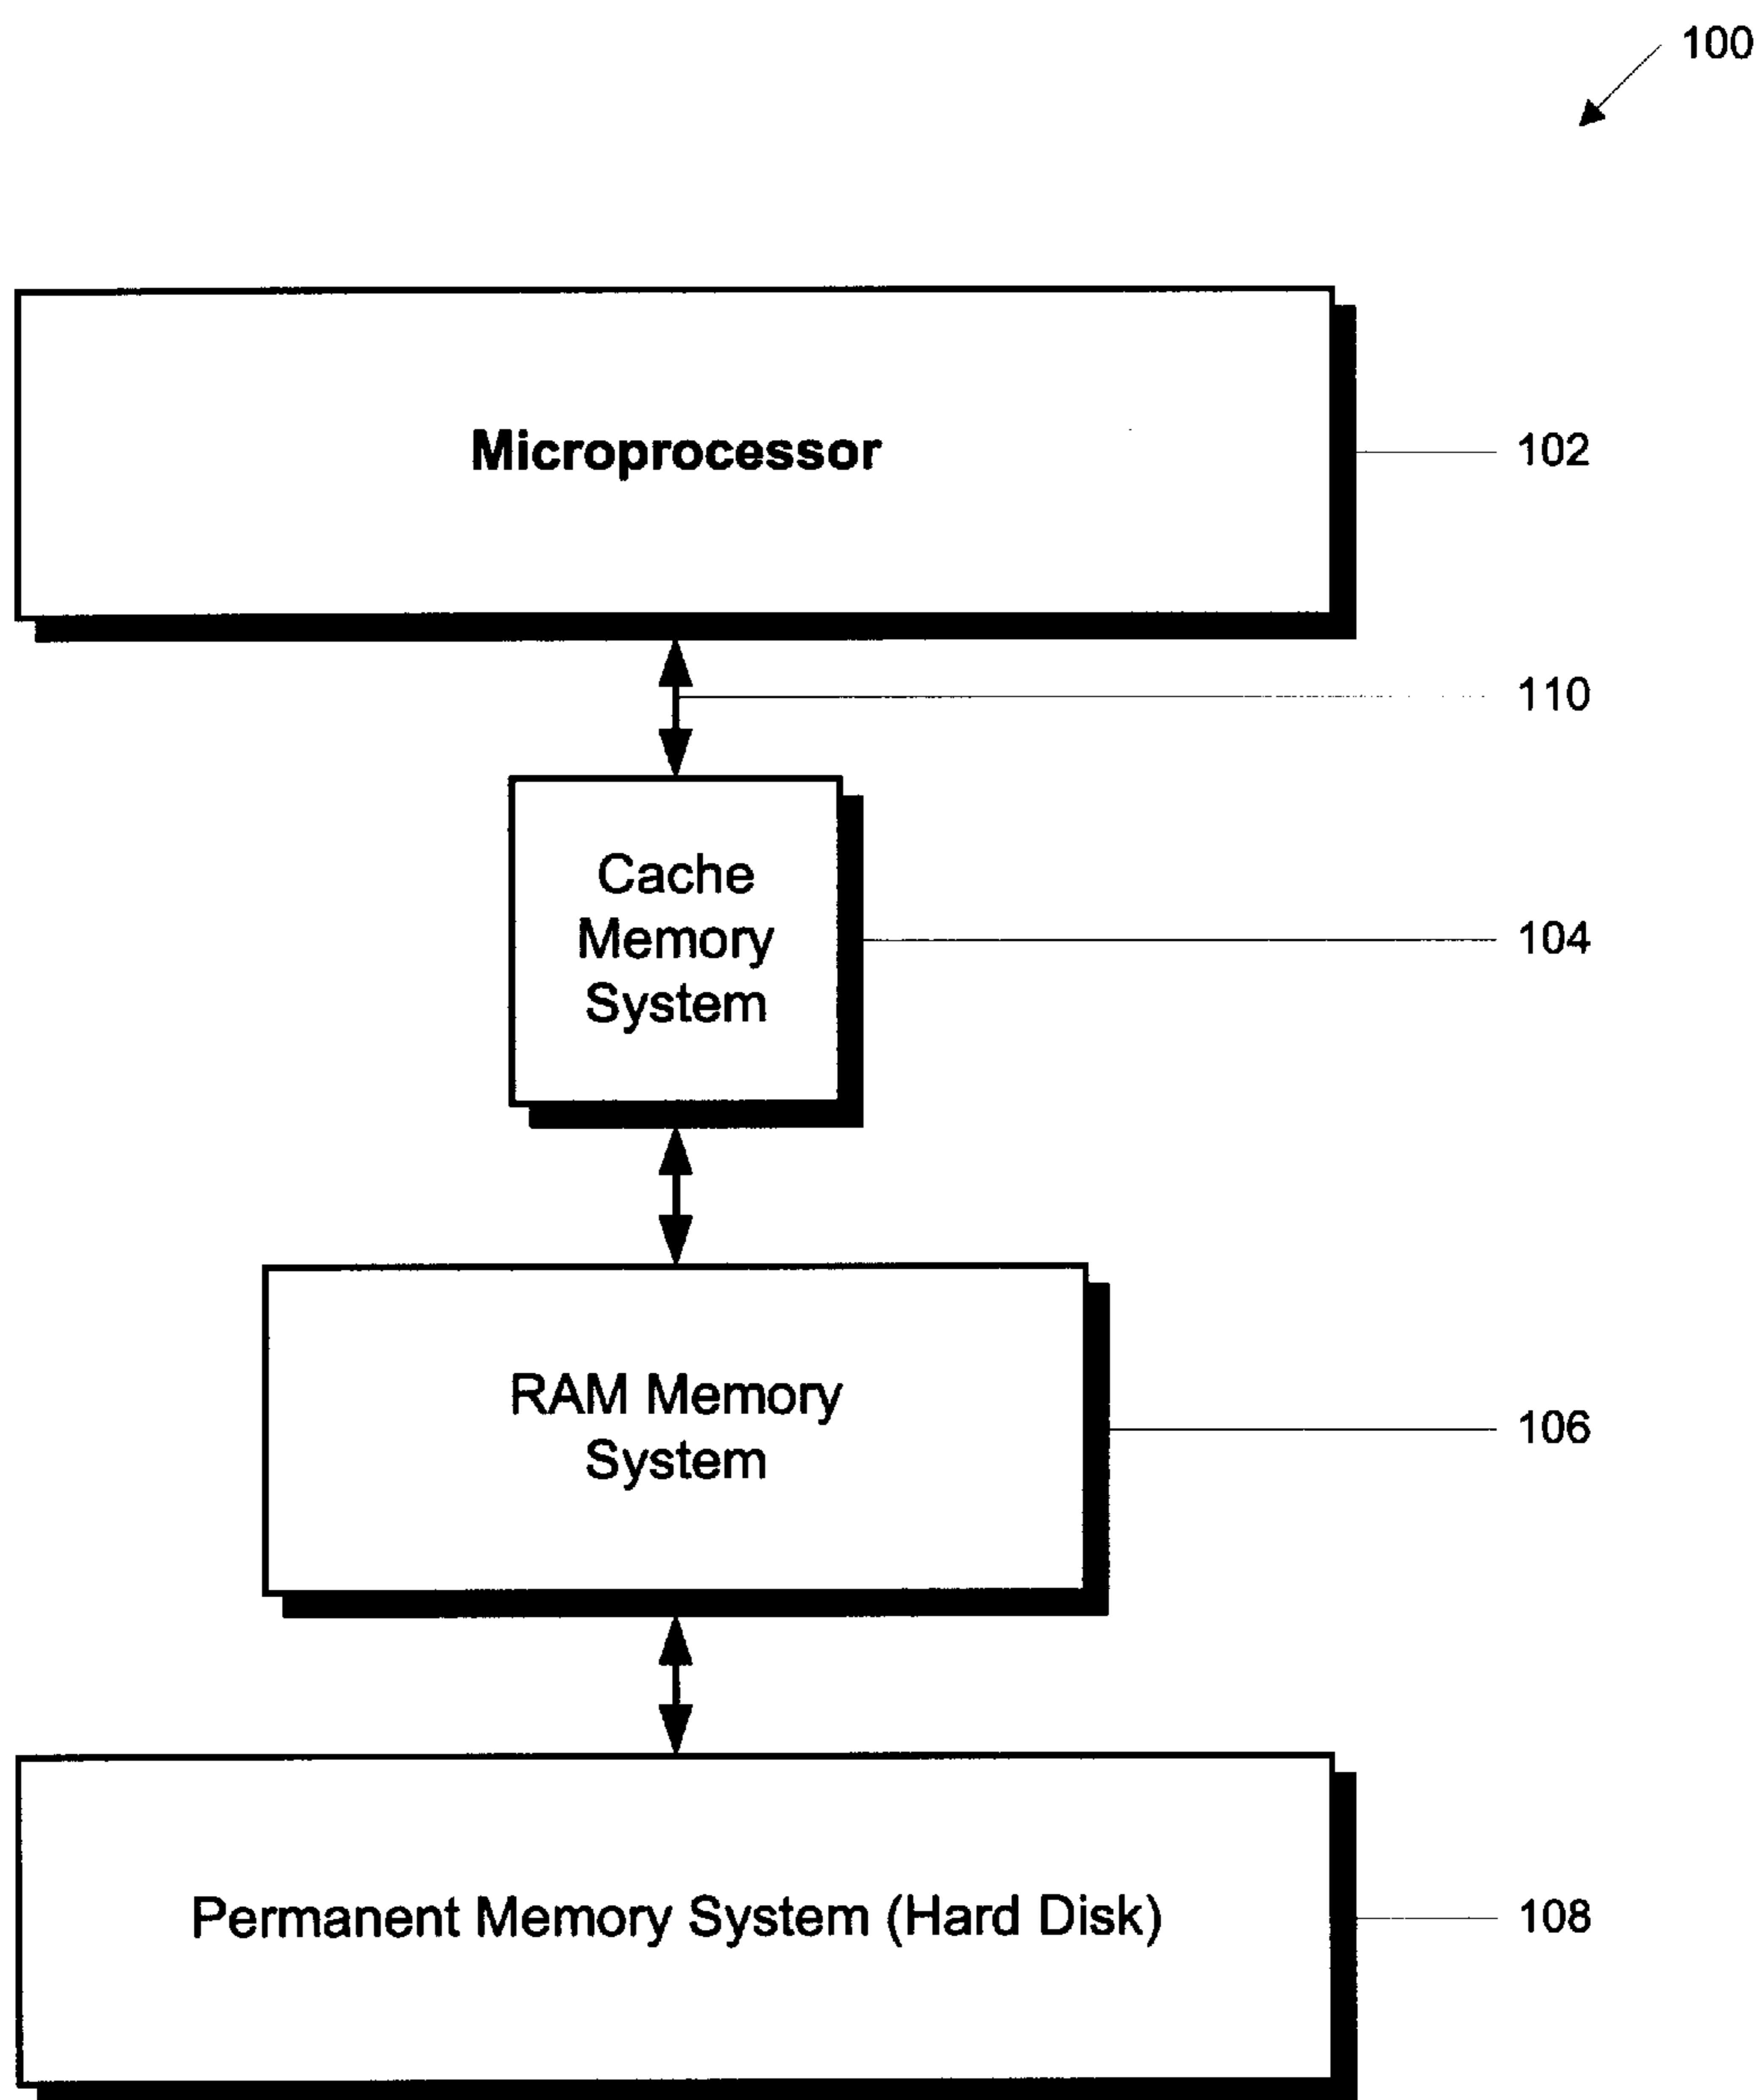 100
Microprocessor
102
110
Cache
Memory
System
104
RAM Memory
System
106
Permanent Memory System (Hard Disk)
108